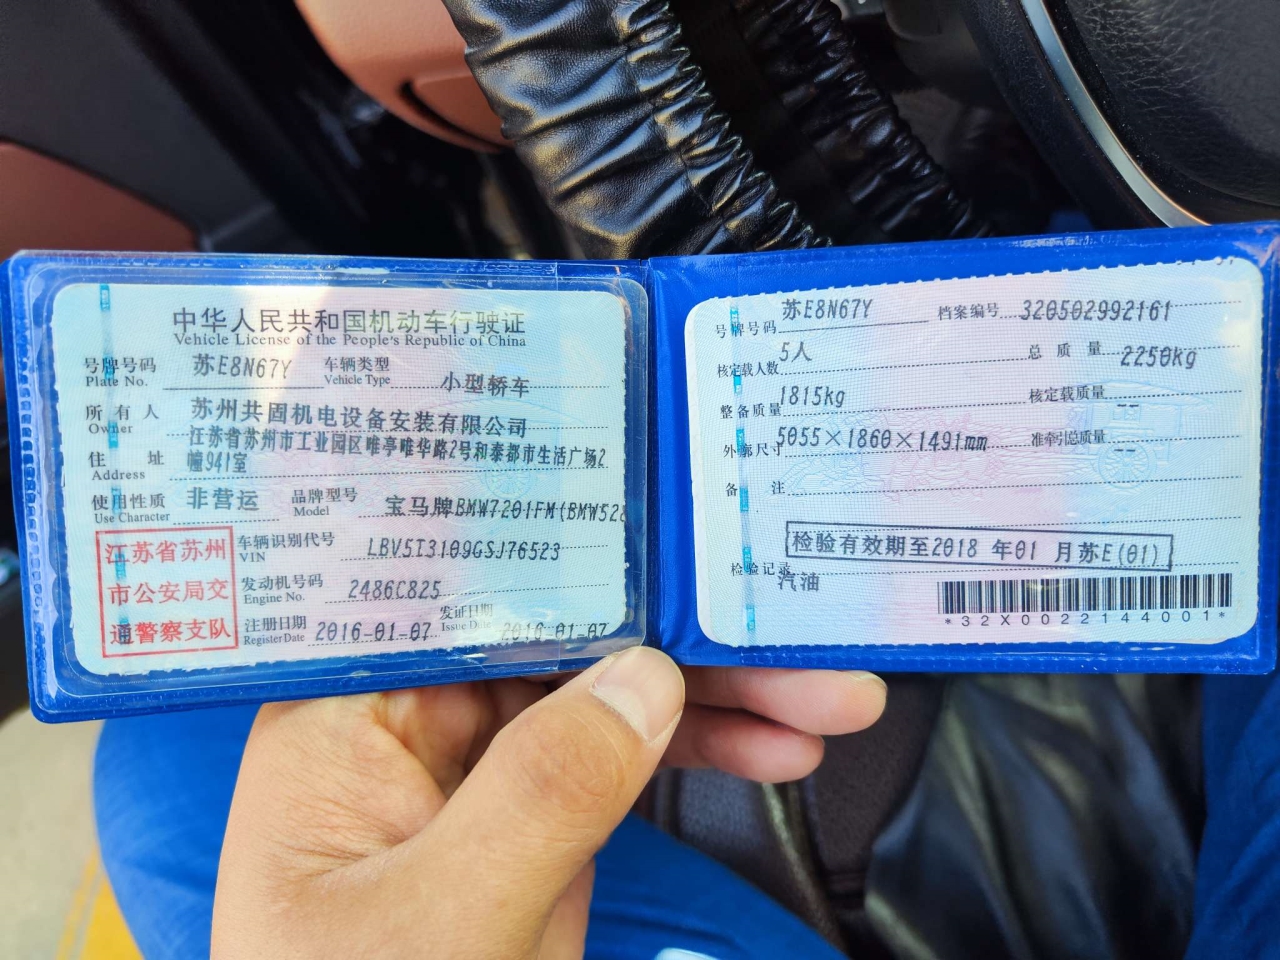 中华人民共和国机动车行驶证
Vehicle License of the People's Republic of China
号牌号码 苏E8N67Y 车辆类型 小型轿车
Plate No. Vehicle Type
所有人 苏州共固机电设备安装有限公司
Owner
住址 江苏省苏州市工业园区唯亭唯华路2号和泰都市生活广场2
Address 幢941室
使用性质 非营运 品牌型号 宝马牌BMW7201FM(BMW528
Use Character Model
江苏省苏州
市公安局交
通警察支队
车辆识别代号 LBV5T3109GSJ76523
VIN
发动机号码 2486C825
Engine No.
注册日期 2016-01-07 发证日期 2016-01-07
Register Date Issue Date
号牌号码 苏E8N67Y 档案编号 320502992161
核定载人数 5人 总质量 2250kg
整备质量 1815kg 核定载质量 --
外廓尺寸 5055×1860×1491mm 准牵引总质量 --
备注
检验有效期至2018 年01 月苏E(01)
检验记录
汽油
*32X0022144001*